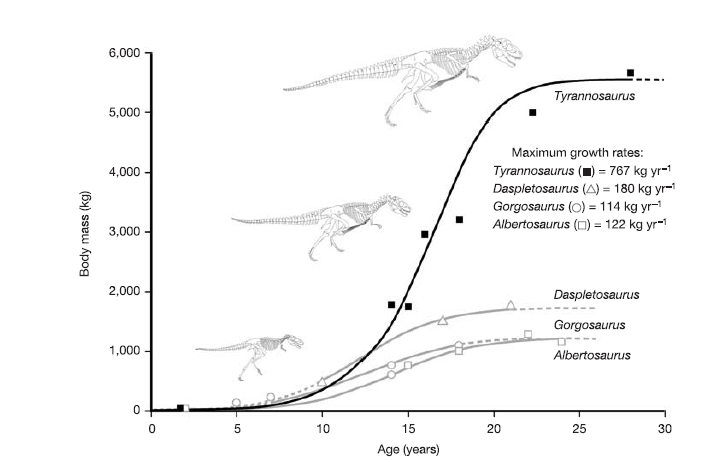 6,000
5,000
4,000
3,000
2,000
1,000
0
Body mass (kg)
Tyrannosaurus
Maximum growth rates:
Tyrannosaurus (■) = 767 kg yr⁻¹
Daspletosaurus (△) = 180 kg yr⁻¹
Gorgosaurus (○) = 114 kg yr⁻¹
Albertosaurus (□) = 122 kg yr⁻¹
Daspletosaurus
Gorgosaurus
Albertosaurus
0 5 10 15 20 25 30
Age (years)